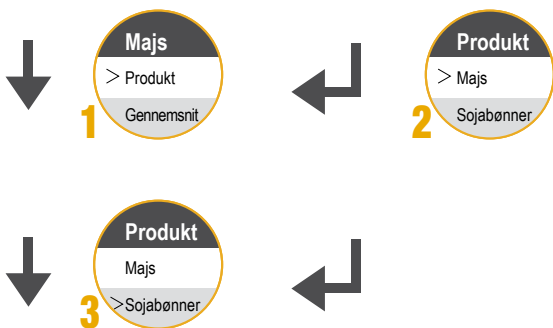 Majs
> Produkt
Gennemsnit
1
Produkt
> Majs
Sojabønner
2
Produkt
Majs
>Sojabønner
3